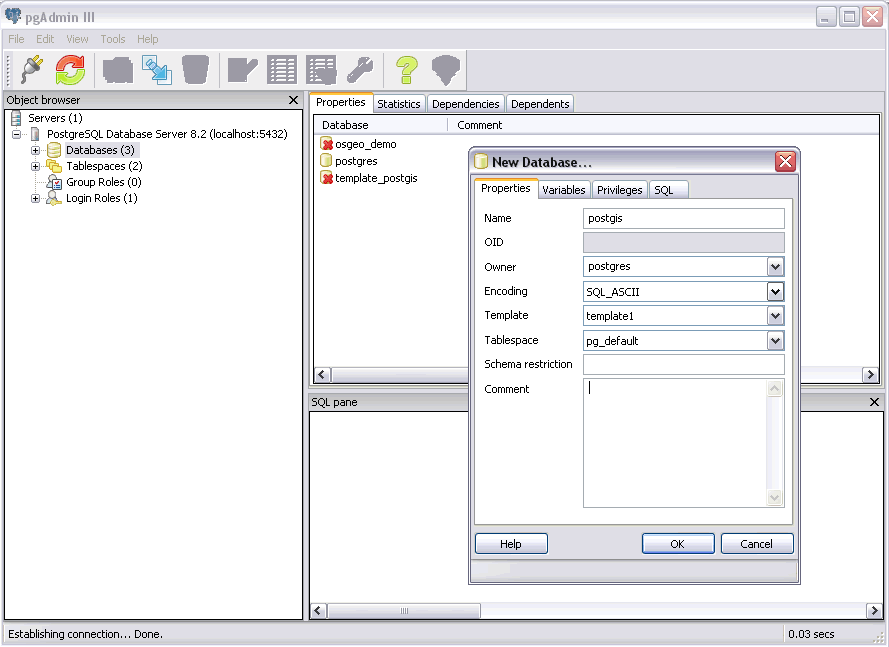 pgAdmin III
File Edit View Tools Help
Object browser
Servers (1)
PostgreSQL Database Server 8.2 (localhost:5432)
Databases (3)
Tablespaces (2)
Group Roles (0)
Login Roles (1)
Properties Statistics Dependencies Dependents
Database Comment
osgeo_demo
postgres
template_postgis
SQL pane
New Database...
Properties Variables Privileges SQL
Name postgis
OID
Owner postgres
Encoding SQL_ASCII
Template template1
Tablespace pg_default
Schema restriction
Comment
Help OK Cancel
Establishing connection... Done. 0.03 secs